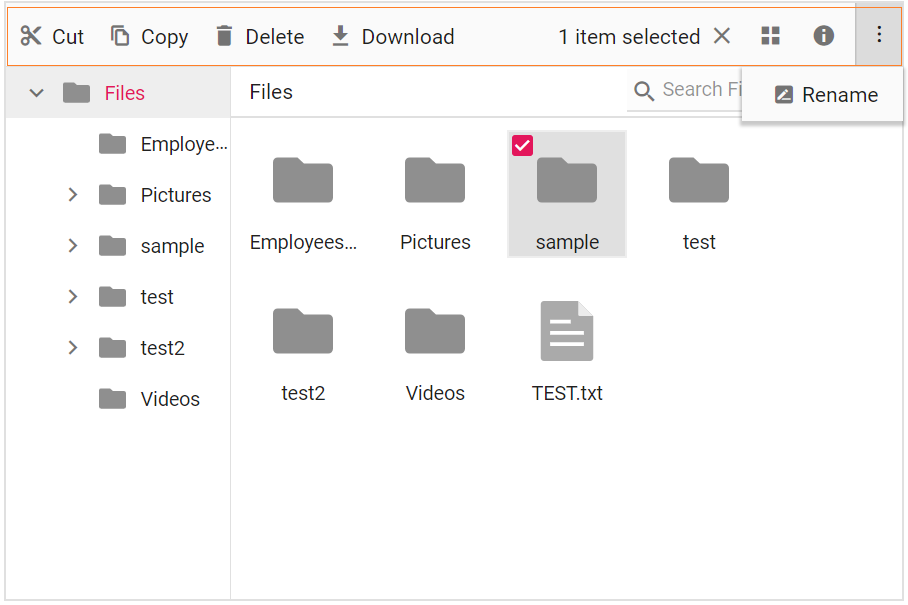 Cut Copy Delete Download 1 item selected
Rename
Files
Employe...
Pictures
sample
test
test2
Videos
Files Search Fi
Employees... Pictures sample test
test2 Videos TEST.txt